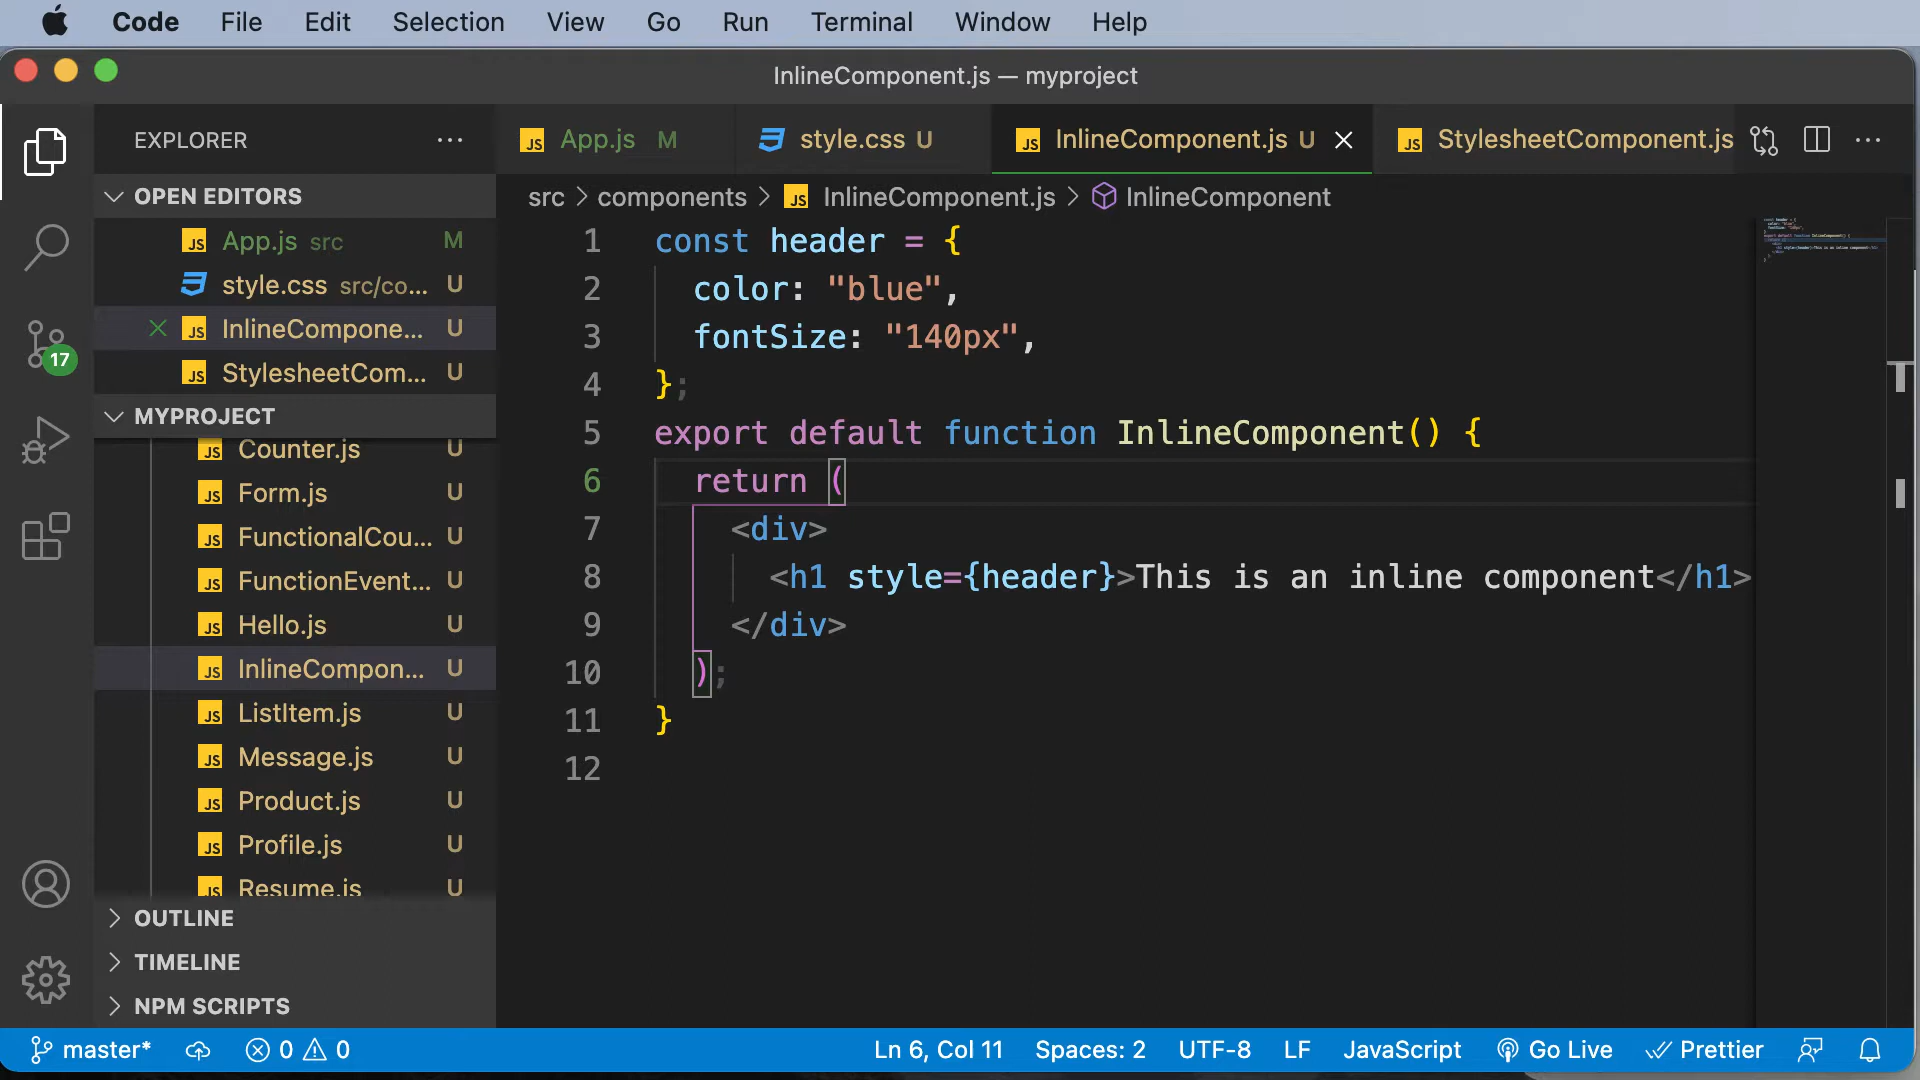 Code File Edit Selection View Go Run Terminal Window Help
InlineComponent.js — myproject
EXPLORER
OPEN EDITORS
App.js src M
style.css src/co... U
InlineCompone... U
StylesheetCom... U
MYPROJECT
Counter.js U
Form.js U
FunctionalCou... U
FunctionEvent... U
Hello.js U
InlineCompon... U
ListItem.js U
Message.js U
Product.js U
Profile.js U
Resume.js U
OUTLINE
TIMELINE
NPM SCRIPTS
17
App.js M style.css U InlineComponent.js U StylesheetComponent.js
src > components > InlineComponent.js > InlineComponent
1 const header = {
2 color: "blue",
3 fontSize: "140px",
4 };
5 export default function InlineComponent() {
6 return (
7 <div>
8 <h1 style={header}>This is an inline component</h1>
9 </div>
10 );
11 }
12
master* 0 0 Ln 6, Col 11 Spaces: 2 UTF-8 LF JavaScript Go Live Prettier